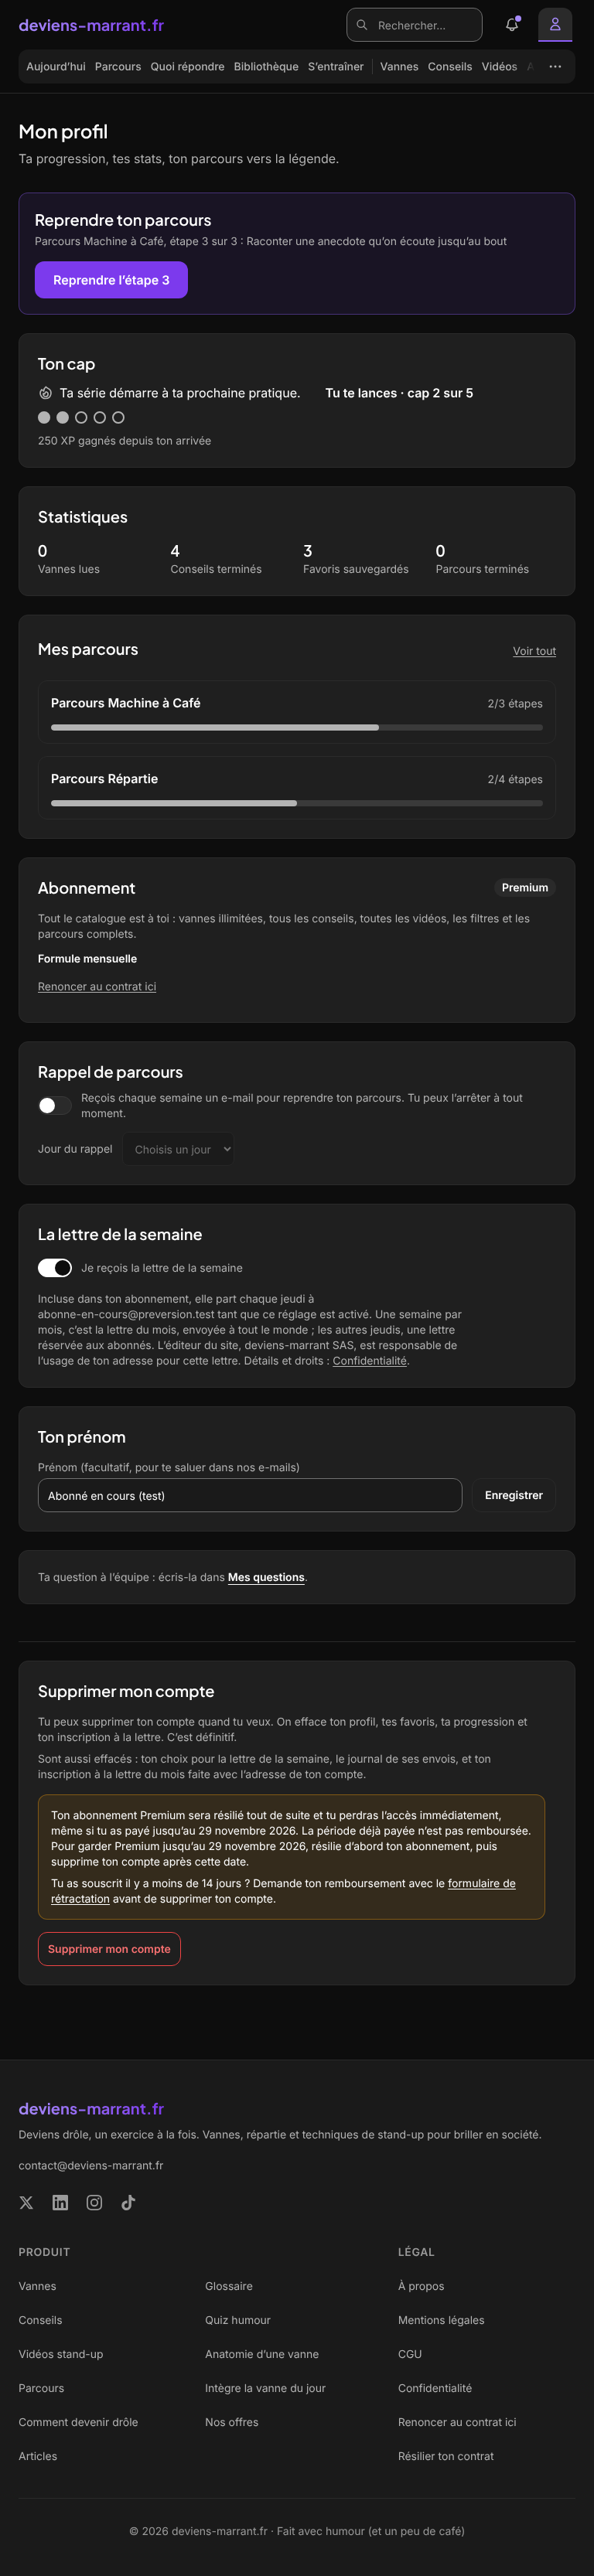 deviens-marrant.fr
Rechercher...
Aujourd’hui Parcours Quoi répondre Bibliothèque S’entraîner Vannes Conseils Vidéos
Mon profil
Ta progression, tes stats, ton parcours vers la légende.
Reprendre ton parcours
Parcours Machine à Café, étape 3 sur 3 : Raconter une anecdote qu’on écoute jusqu’au bout
Reprendre l’étape 3
Ton cap
Ta série démarre à ta prochaine pratique. Tu te lances · cap 2 sur 5
250 XP gagnés depuis ton arrivée
Statistiques
0 4 3 0
Vannes lues Conseils terminés Favoris sauvegardés Parcours terminés
Mes parcours Voir tout
Parcours Machine à Café 2/3 étapes
Parcours Répartie 2/4 étapes
Abonnement Premium
Tout le catalogue est à toi : vannes illimitées, tous les conseils, toutes les vidéos, les filtres et les
parcours complets.
Formule mensuelle
Renoncer au contrat ici
Rappel de parcours
Reçois chaque semaine un e-mail pour reprendre ton parcours. Tu peux l’arrêter à tout
moment.
Jour du rappel Choisis un jour
La lettre de la semaine
Je reçois la lettre de la semaine
Incluse dans ton abonnement, elle part chaque jeudi à
abonne-en-cours@preversion.test tant que ce réglage est activé. Une semaine par
mois, c’est la lettre du mois, envoyée à tout le monde ; les autres jeudis, une lettre
réservée aux abonnés. L’éditeur du site, deviens-marrant SAS, est responsable de
l’usage de ton adresse pour cette lettre. Détails et droits : Confidentialité.
Ton prénom
Prénom (facultatif, pour te saluer dans nos e-mails)
Abonné en cours (test) Enregistrer
Ta question à l’équipe : écris-la dans Mes questions.
Supprimer mon compte
Tu peux supprimer ton compte quand tu veux. On efface ton profil, tes favoris, ta progression et
ton inscription à la lettre. C’est définitif.
Sont aussi effacés : ton choix pour la lettre de la semaine, le journal de ses envois, et ton
inscription à la lettre du mois faite avec l’adresse de ton compte.
Ton abonnement Premium sera résilié tout de suite et tu perdras l’accès immédiatement,
même si tu as payé jusqu’au 29 novembre 2026. La période déjà payée n’est pas remboursée.
Pour garder Premium jusqu’au 29 novembre 2026, résilie d’abord ton abonnement, puis
supprime ton compte après cette date.
Tu as souscrit il y a moins de 14 jours ? Demande ton remboursement avec le formulaire de
rétractation avant de supprimer ton compte.
Supprimer mon compte
deviens-marrant.fr
Deviens drôle, un exercice à la fois. Vannes, répartie et techniques de stand-up pour briller en société.
contact@deviens-marrant.fr
PRODUIT LÉGAL
Vannes Glossaire À propos
Conseils Quiz humour Mentions légales
Vidéos stand-up Anatomie d’une vanne CGU
Parcours Intègre la vanne du jour Confidentialité
Comment devenir drôle Nos offres Renoncer au contrat ici
Articles Résilier ton contrat
© 2026 deviens-marrant.fr · Fait avec humour (et un peu de café)